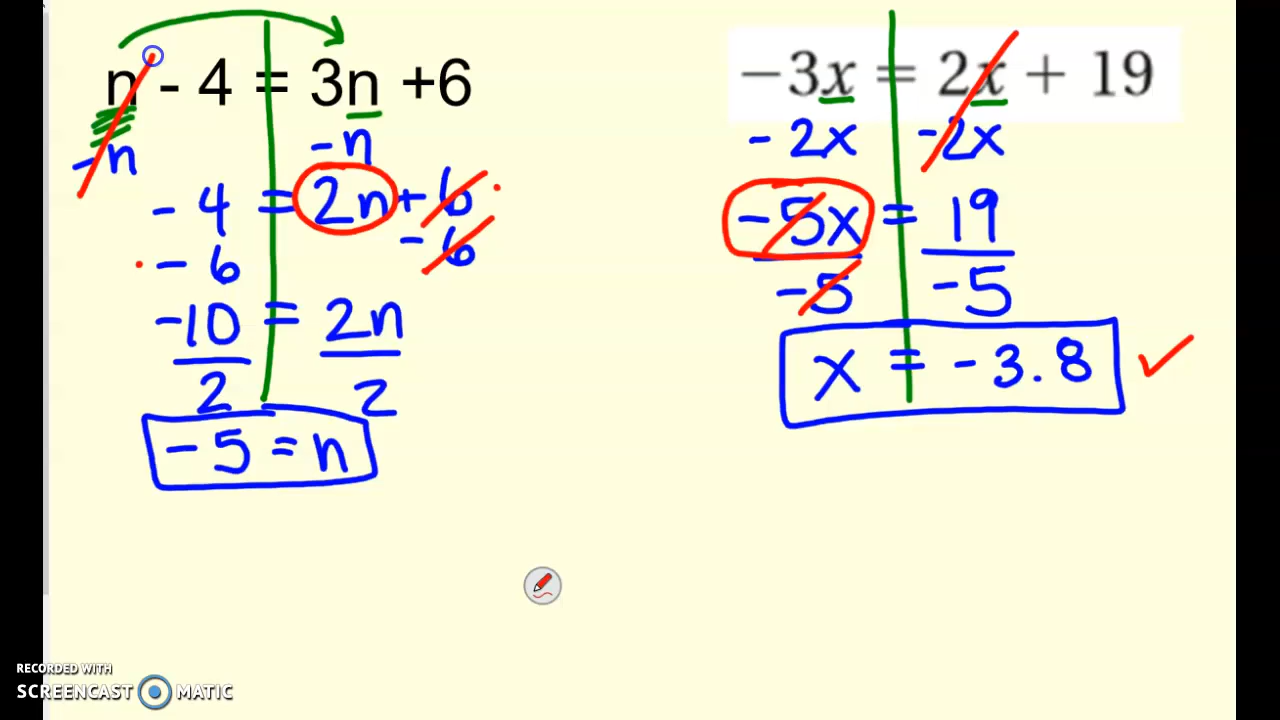 n - 4 = 3n +6
-n -n
-4 = 2n + 6
-6 -6
-10 = 2n
2 2
-5 = n
-3x = 2x + 19
-2x -2x
-5x = 19
-5 -5
x = -3.8
RECORDED WITH
SCREENCAST MATIC